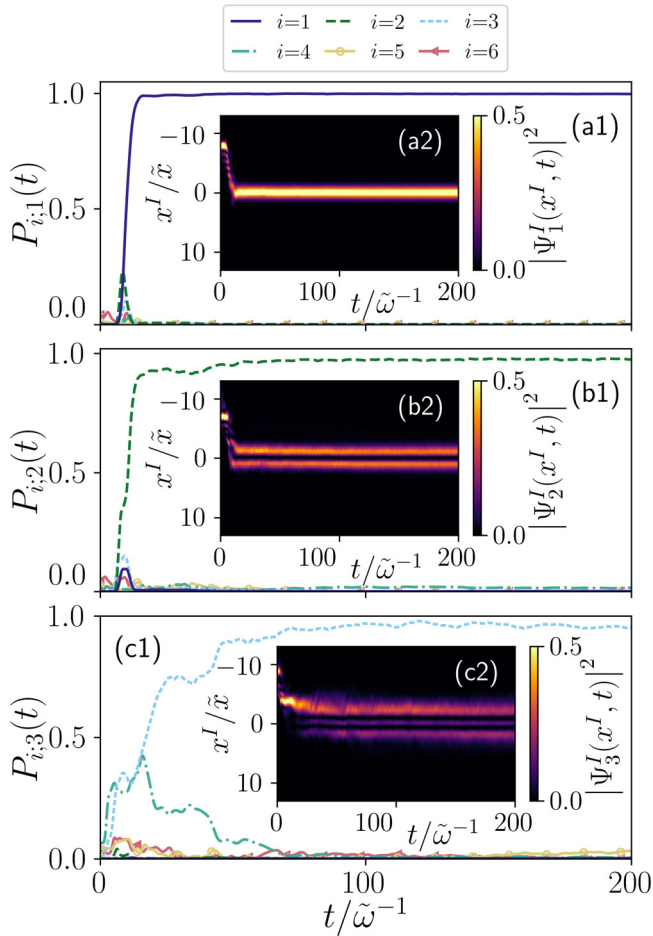 i=1 i=2 i=3
i=4 i=5 i=6
P_{i;1}(t)
1.0
0.5
0.0
(a1)
(a2)
x^I/x̃
-10
0
10
0 100 200
t/ω̃^{-1}
0.5
0.0
|Ψ_1^I(x^I, t)|^2
P_{i;2}(t)
1.0
0.5
0.0
(b1)
(b2)
x^I/x̃
-10
0
10
0 100 200
t/ω̃^{-1}
0.5
0.0
|Ψ_2^I(x^I, t)|^2
P_{i;3}(t)
1.0
0.5
0.0
(c1)
(c2)
x^I/x̃
-10
0
10
0 100 200
t/ω̃^{-1}
0.5
0.0
|Ψ_3^I(x^I, t)|^2
0 100 200
t/ω̃^{-1}